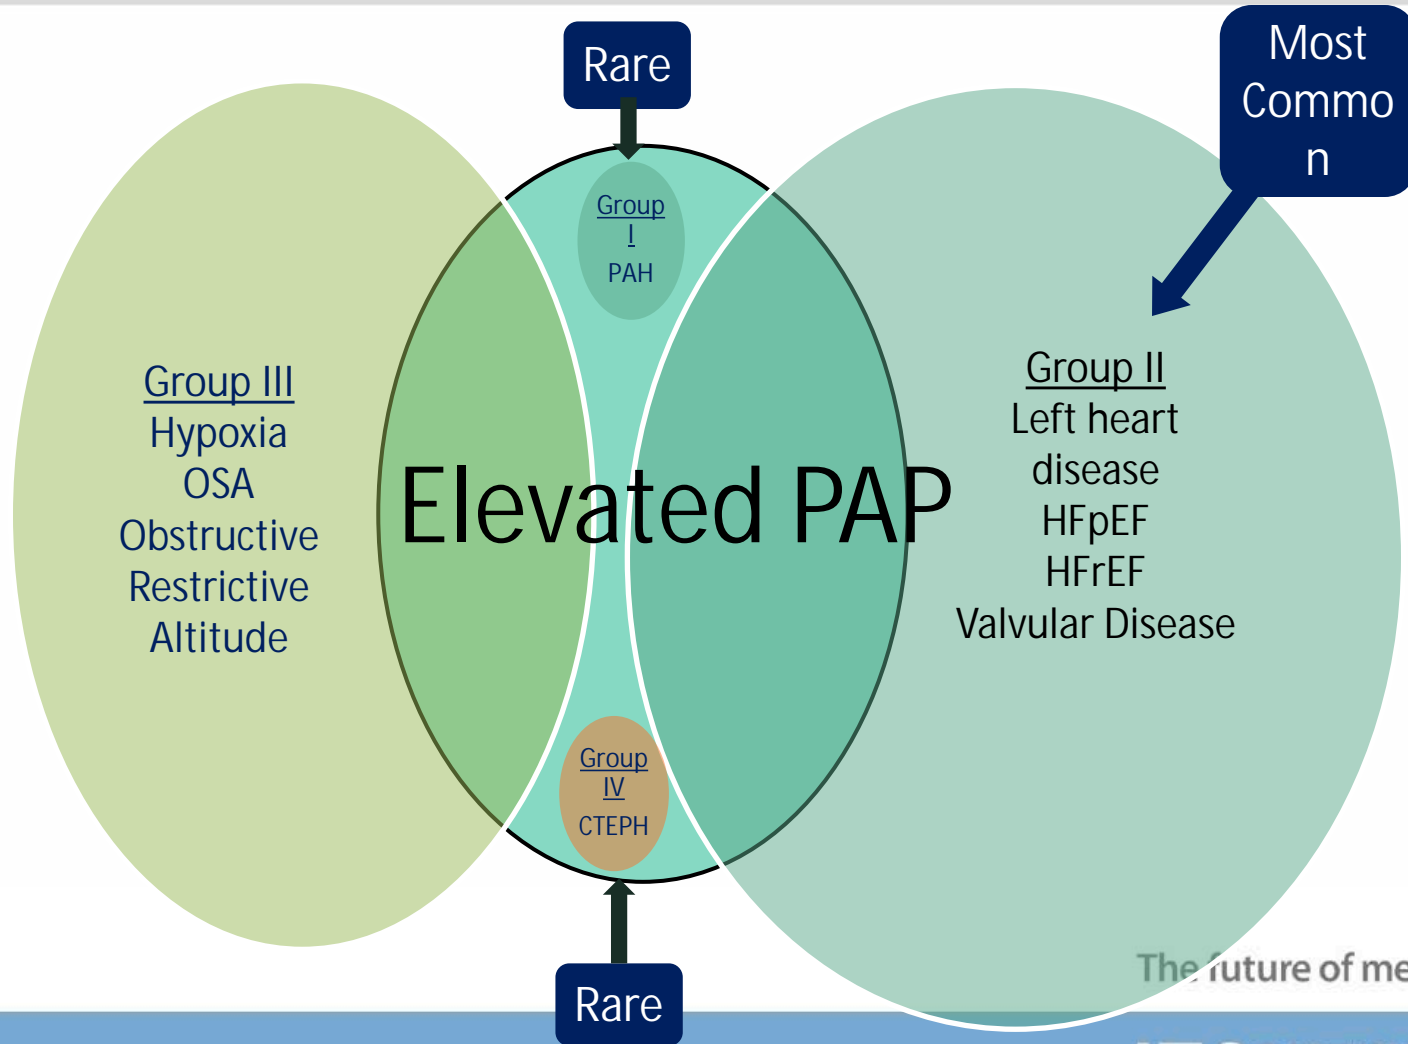 Rare
Most
Commo
n
Group
I
PAH
Group III
Hypoxia
OSA
Obstructive
Restrictive
Altitude
Elevated PAP
Group II
Left heart
disease
HFpEF
HFrEF
Valvular Disease
Group
IV
CTEPH
Rare
The future of me